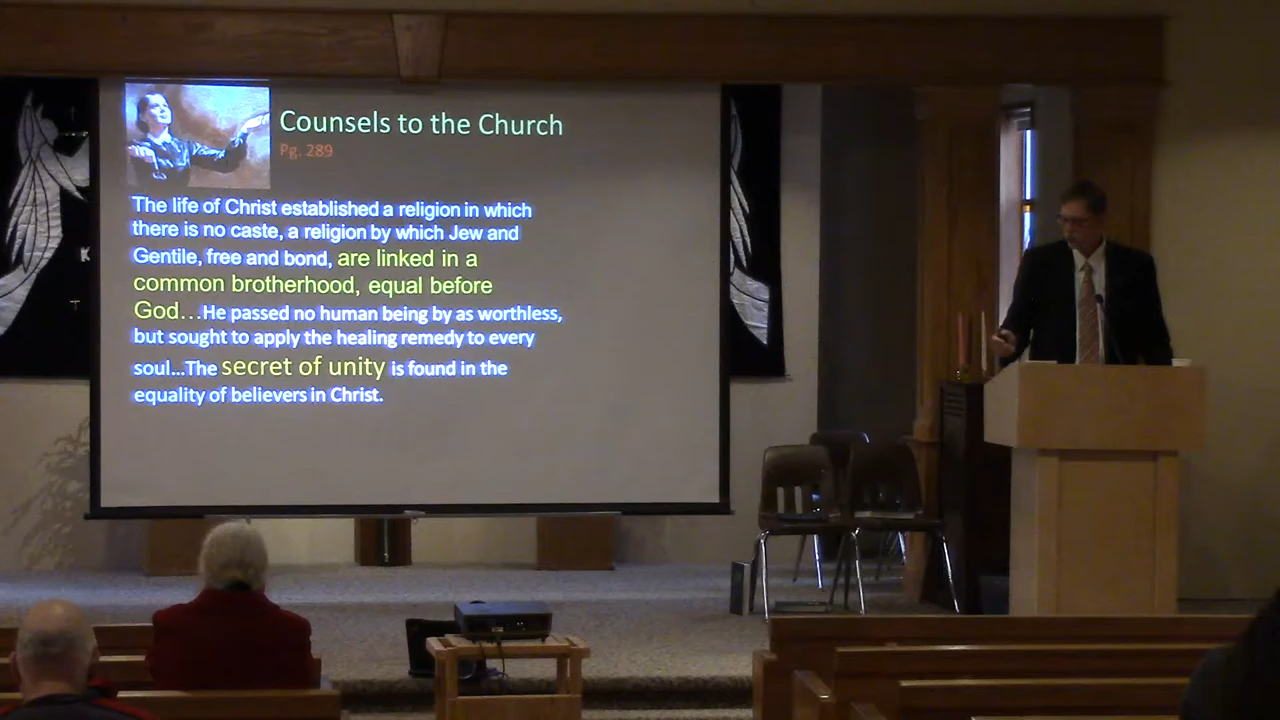 Counsels to the Church
Pg. 289
The life of Christ established a religion in which
there is no caste, a religion by which Jew and
Gentile, free and bond, are linked in a
common brotherhood, equal before
God...He passed no human being by as worthless,
but sought to apply the healing remedy to every
soul...The secret of unity is found in the
equality of believers in Christ.
K